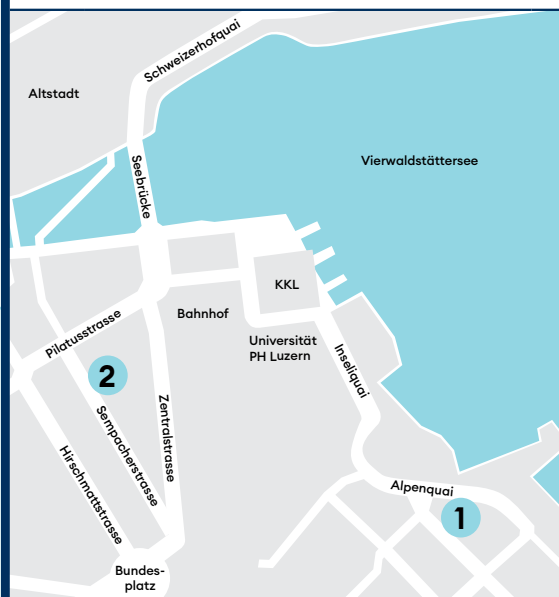 Schweizerhofquai
Altstadt
Vierwaldstättersee
Seebrücke
KKL
Bahnhof
Pilatusstrasse
Universität
PH Luzern
Inseliquai
2
Zentralstrasse
Sempacherstrasse
Hirschmattstrasse
Alpenquai
1
Bundes-
platz